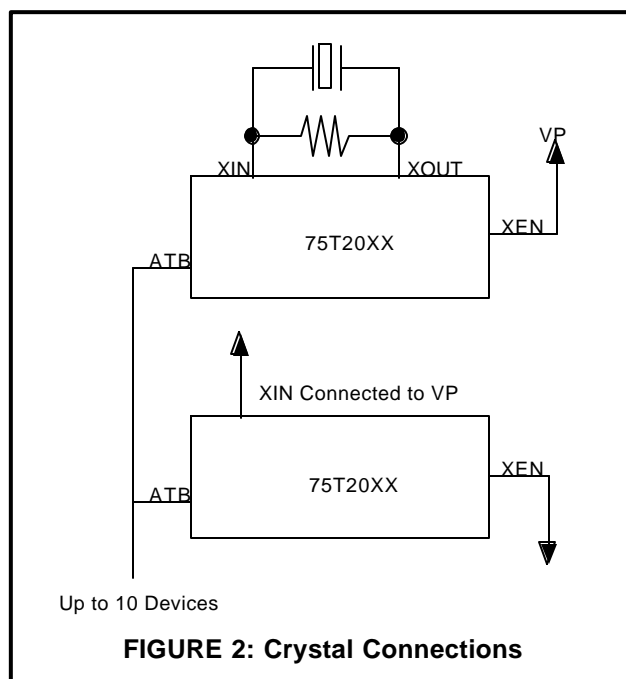 VP
XIN XOUT
XEN
75T20XX
ATB
XIN Connected to VP
XEN
75T20XX
ATB
Up to 10 Devices
FIGURE 2: Crystal Connections